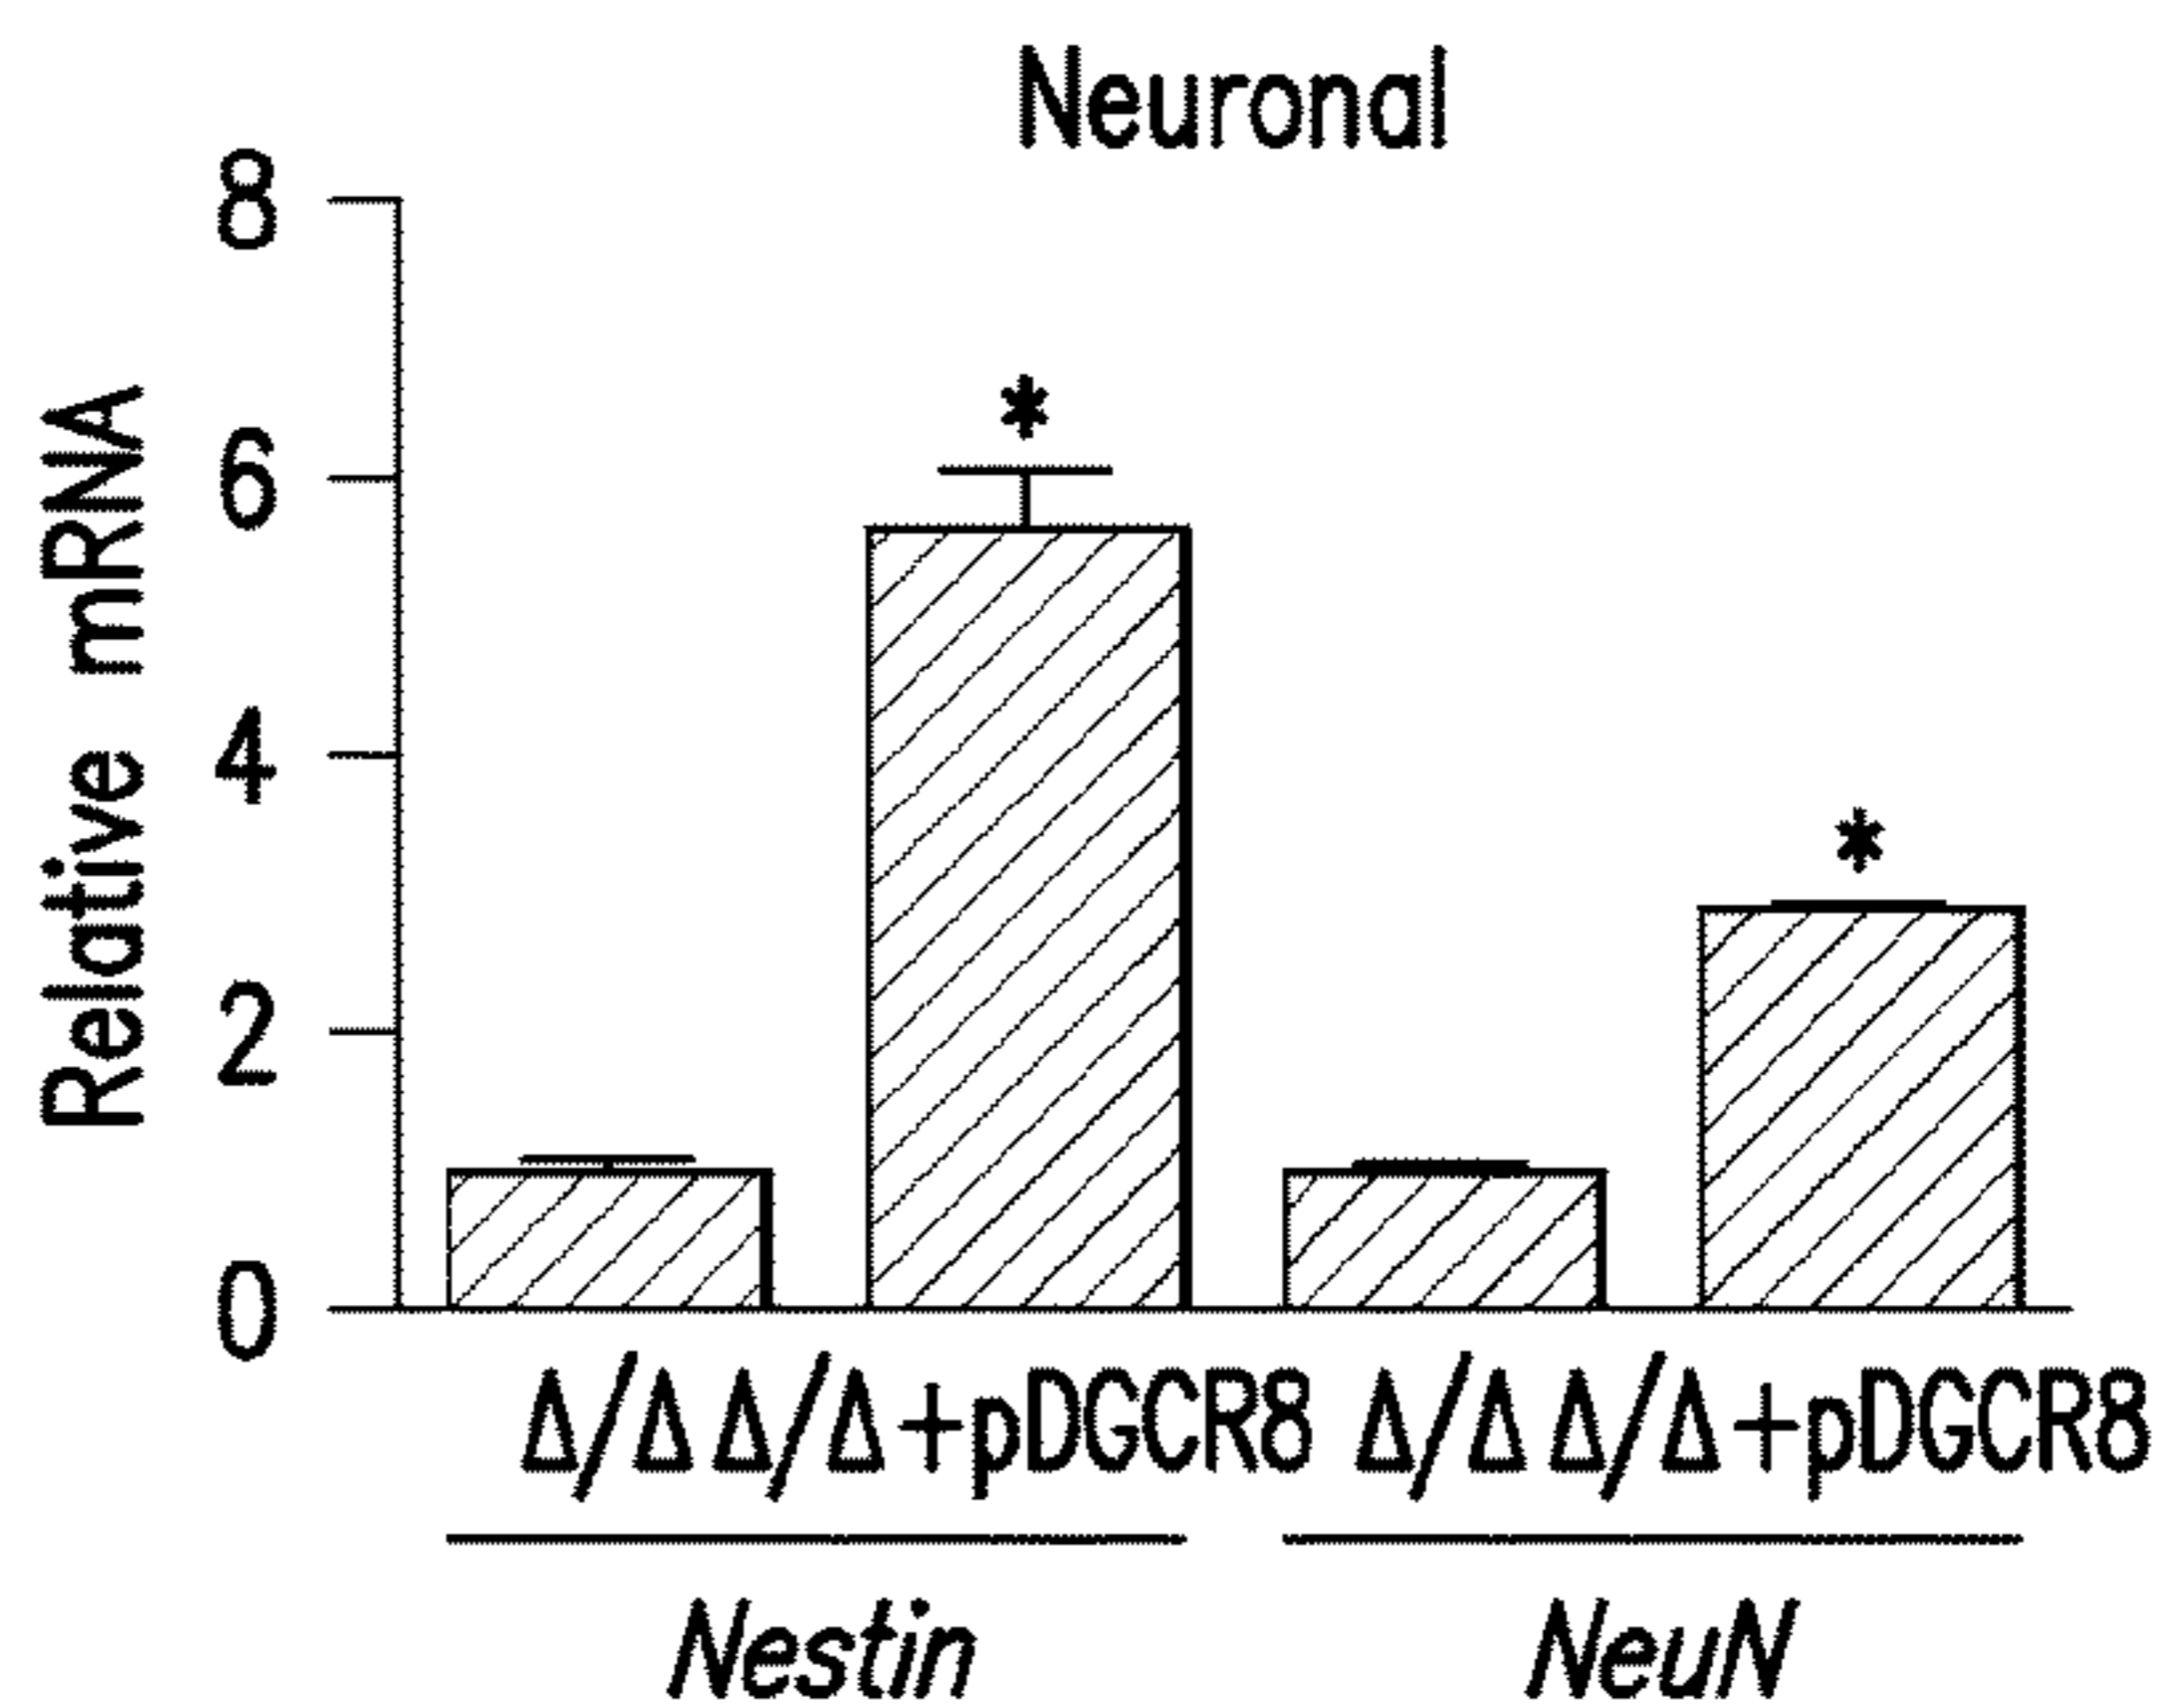 Neuronal
Relative mRNA
8
6
4
2
0
*
*
Δ/Δ Δ/Δ+pDGCR8 Δ/Δ Δ/Δ+pDGCR8
Nestin NeuN